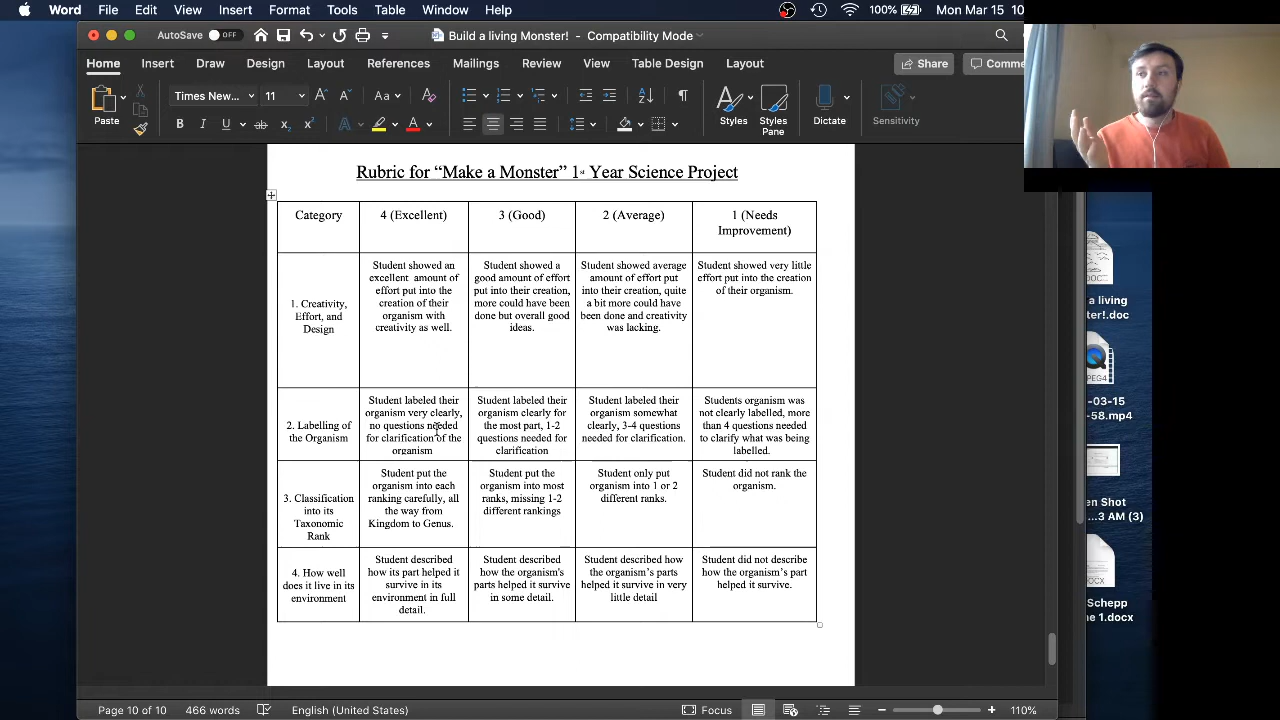 Word File Edit View Insert Format Tools Table Window Help 100% Mon Mar 15 10
AutoSave OFF Build a living Monster! - Compatibility Mode
Home Insert Draw Design Layout References Mailings Review View Table Design Layout Share Comme
Paste Times New... 11 Aa Styles Styles Pane Dictate Sensitivity
B I U ab x₂ x² A A
Rubric for “Make a Monster” 1st Year Science Project
Category
4 (Excellent)
3 (Good)
2 (Average)
1 (Needs
Improvement)
1. Creativity,
Effort, and
Design
Student showed an
excellent amount of
effort put into the
creation of their
organism with
creativity as well.
Student showed a
good amount of effort
put into their creation,
more could have been
done but overall good
ideas.
Student showed average
amount of effort put
into their creation, quite
a bit more could have
been done and creativity
was lacking.
Student showed very little
effort put into the creation
of their organism.
2. Labelling of
the Organism
Student labeled their
organism very clearly,
no questions needed
for clarification of the
organism
Student labeled their
organism clearly for
the most part, 1-2
questions needed for
clarification
Student labeled their
organism somewhat
clearly, 3-4 questions
needed for clarification.
Students organism was
not clearly labelled, more
than 4 questions needed
to clarify what was being
labelled.
3. Classification
into its
Taxonomic
Rank
Student put the
organism into each
ranking carefully, all
the way from
Kingdom to Genus.
Student put the
organism into most
ranks, missing 1-2
different rankings
Student only put
organism into 1 or 2
different ranks.
Student did not rank the
organism.
4. How well
does it live in its
environment
Student described
how is part helped it
survive in its
environment in full
detail.
Student described
how the organism's
parts helped it survive
in some detail.
Student described how
the organism’s parts
helped it survive in very
little detail
Student did not describe
how the organism’s part
helped it survive.
DOC
d a living
ter!.doc
PEG4
-03-15
-58.mp4
en Shot
...3 AM (3)
OCX
Schepp
ne 1.docx
Page 10 of 10 466 words English (United States) Focus 110%